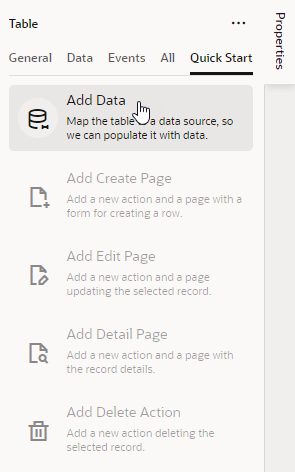 Table
Properties
General Data Events All Quick Start
Add Data
Map the table a data source, so
we can populate it with data.
Add Create Page
Add a new action and a page with a
form for creating a row.
Add Edit Page
Add a new action and a page
updating the selected record.
Add Detail Page
Add a new action and a page with
the record details.
Add Delete Action
Add a new action deleting the
selected record.